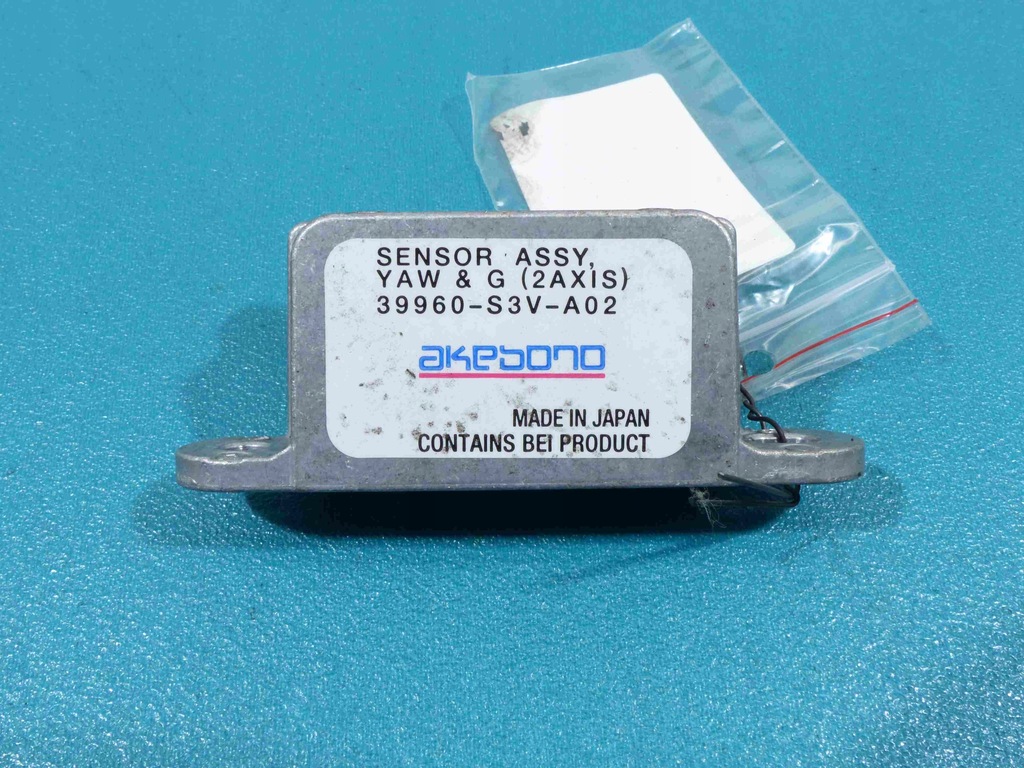 SENSOR ASSY,
YAW & G (2AXIS)
39960-S3V-A02
akebono
MADE IN JAPAN
CONTAINS BEI PRODUCT